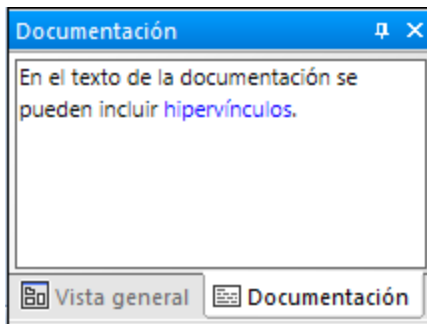 Documentación
En el texto de la documentación se
pueden incluir hipervínculos.
Vista general
Documentación